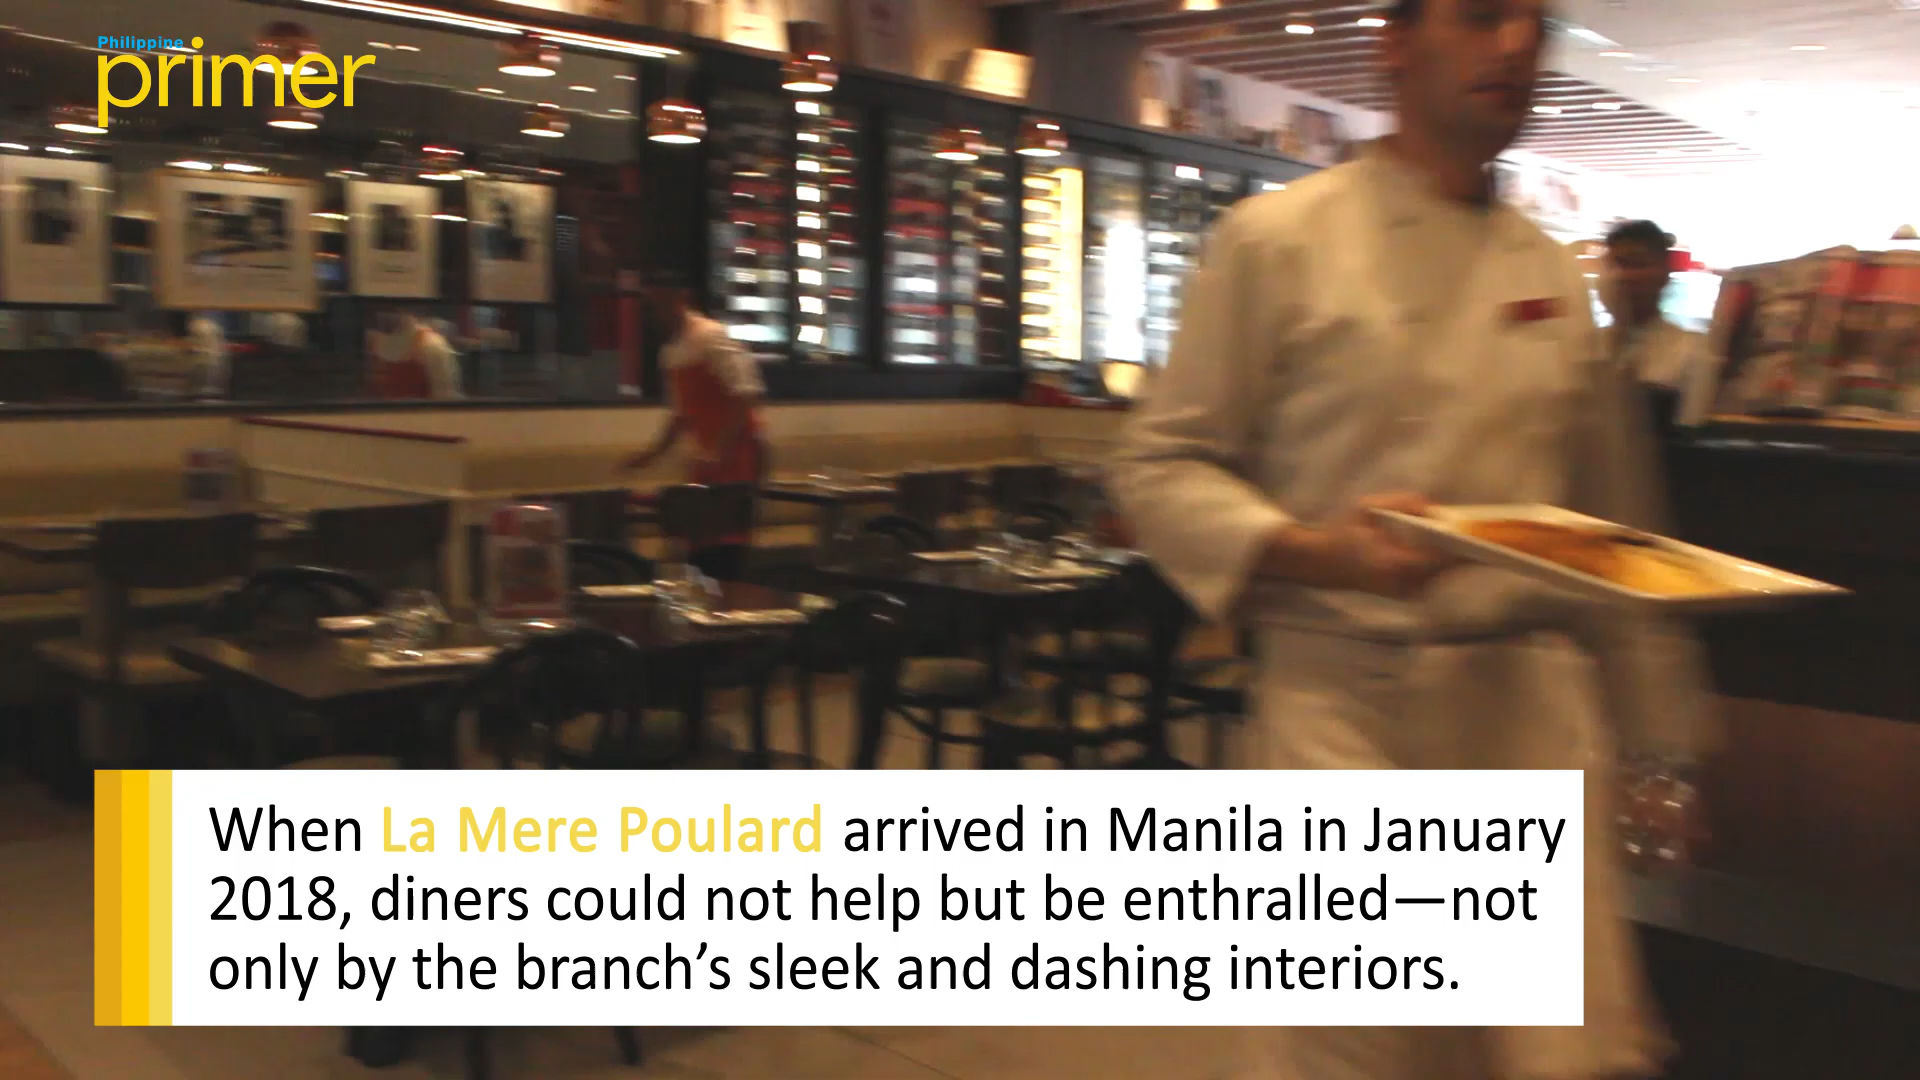 Philippine
primer
When La Mere Poulard arrived in Manila in January
2018, diners could not help but be enthralled—not
only by the branch’s sleek and dashing interiors.